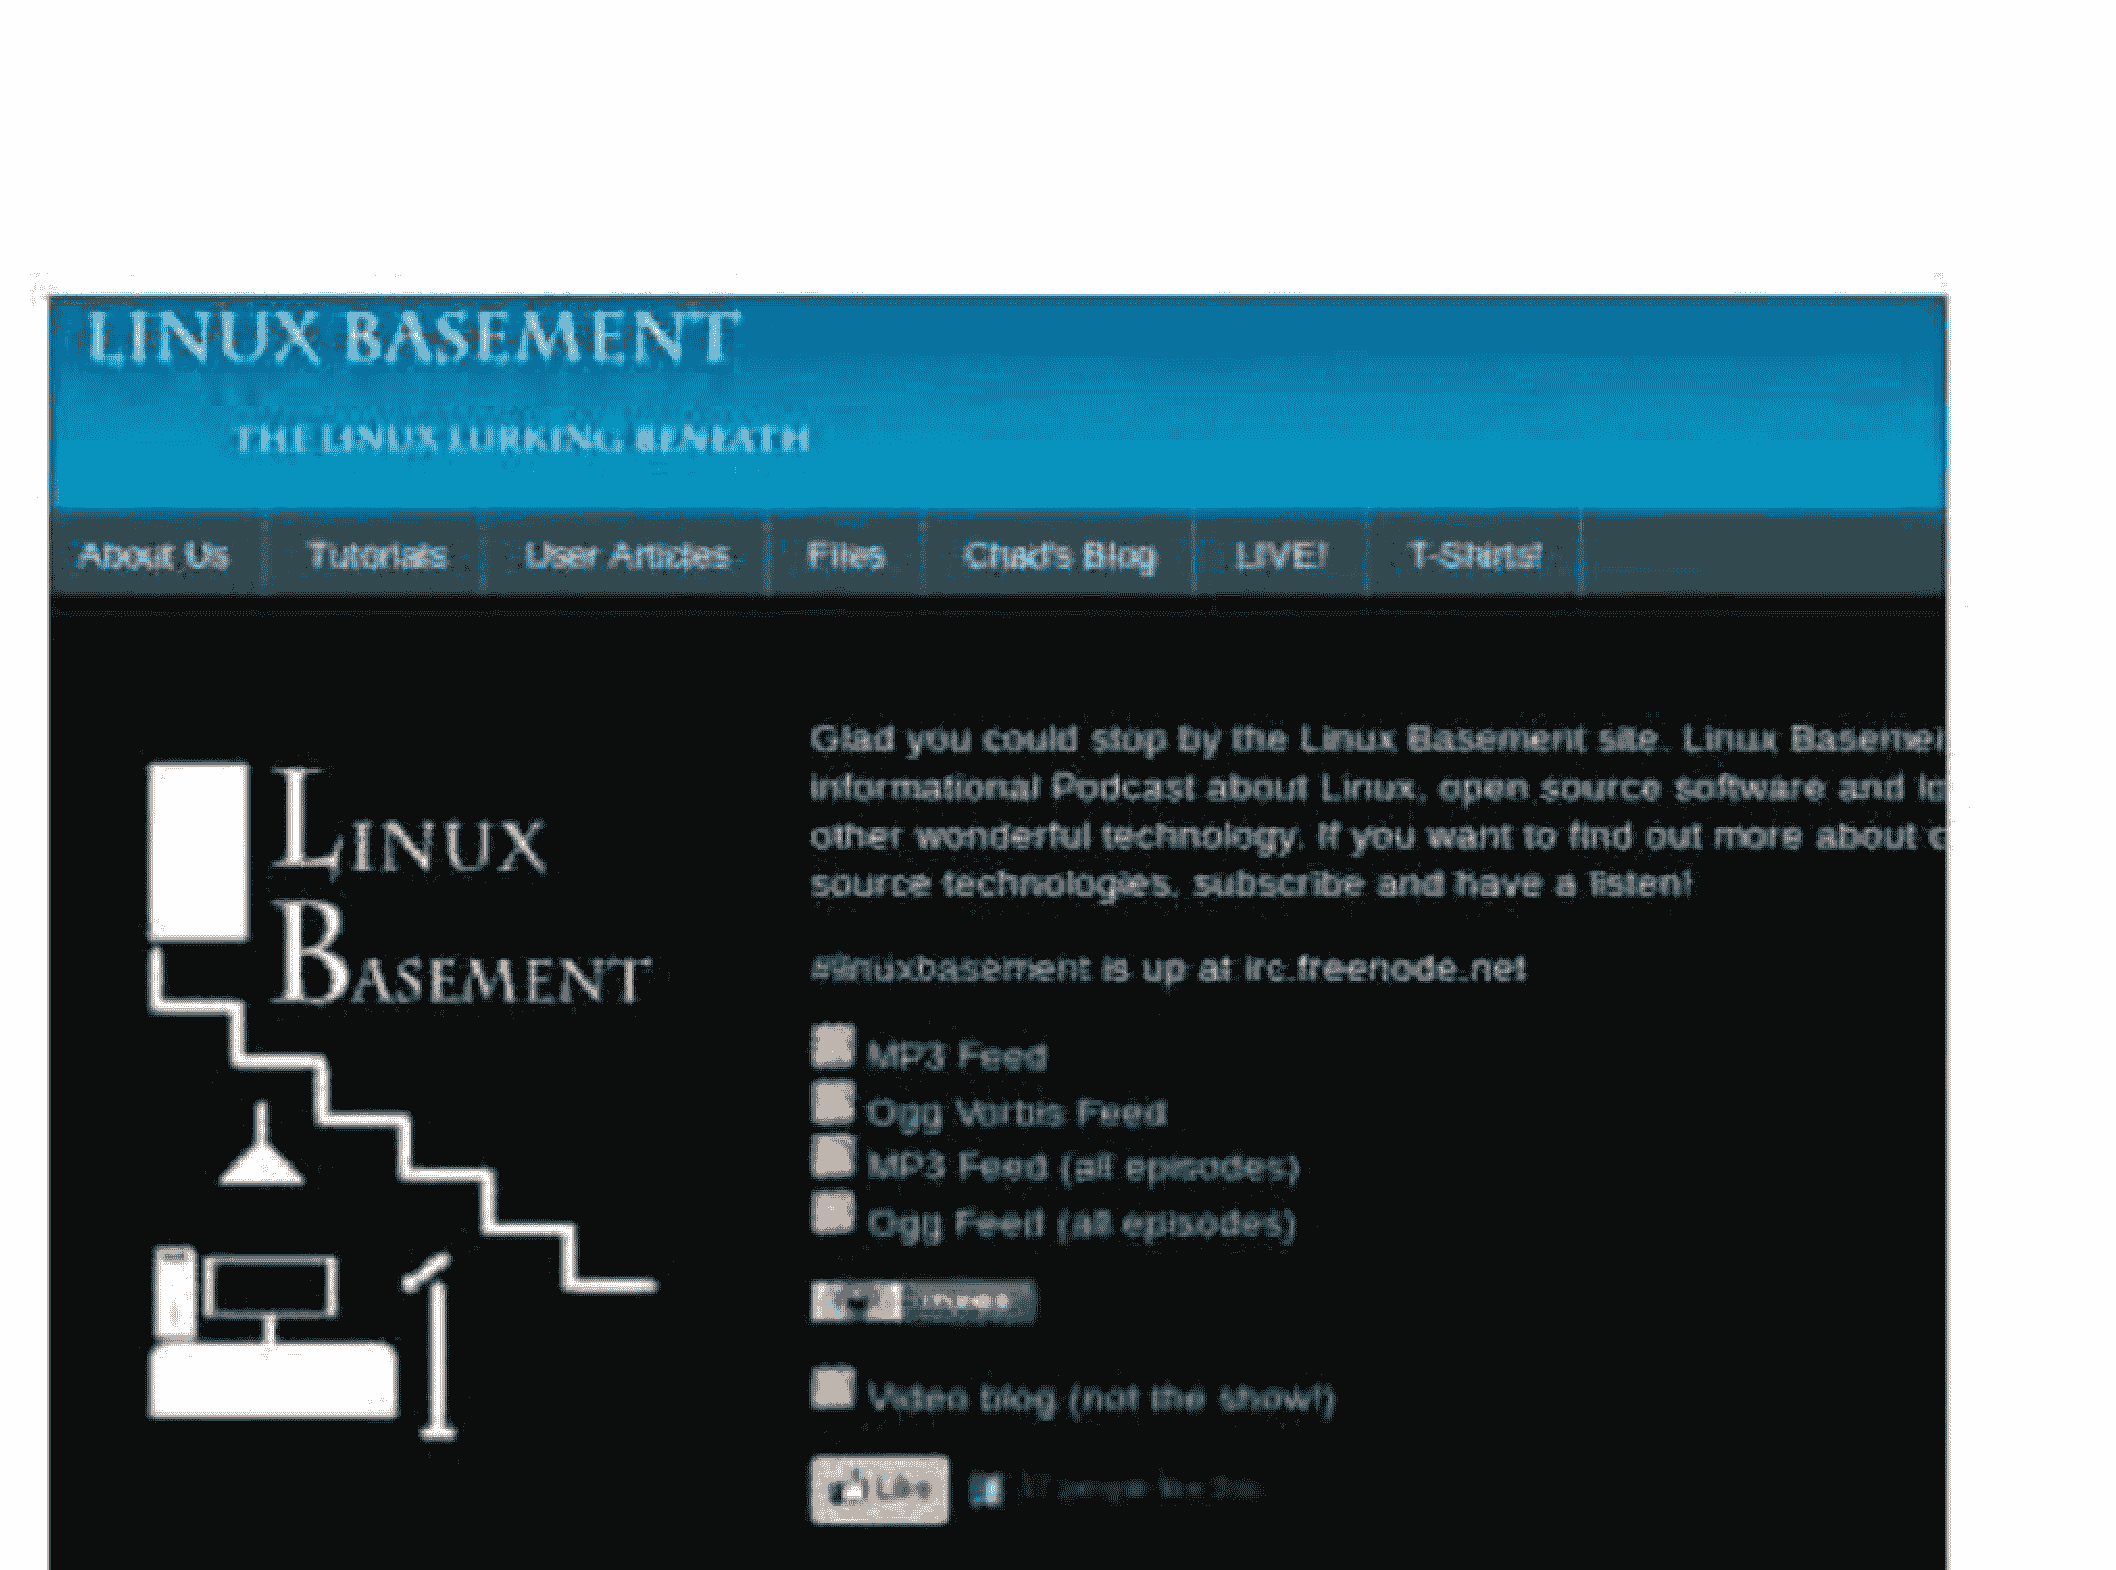 LINUX BASEMENT
THE LINUX LURKING BENEATH
About Us Tutorials User Articles Files Chad's Blog LIVE! T-Shirts!
LINUX
BASEMENT
Glad you could stop by the Linux Basement site. Linux
informational Podcast about Linux, open source software and
other wonderful technology. If you want to find out more about
source technologies, subscribe and have a listen!
#linuxbasement is up at irc.freenode.net
MP3 Feed
Ogg Vorbis Feed
MP3 Feed (all episodes)
Ogg Feed (all episodes)
Video blog (not the show!)
Like people like this.